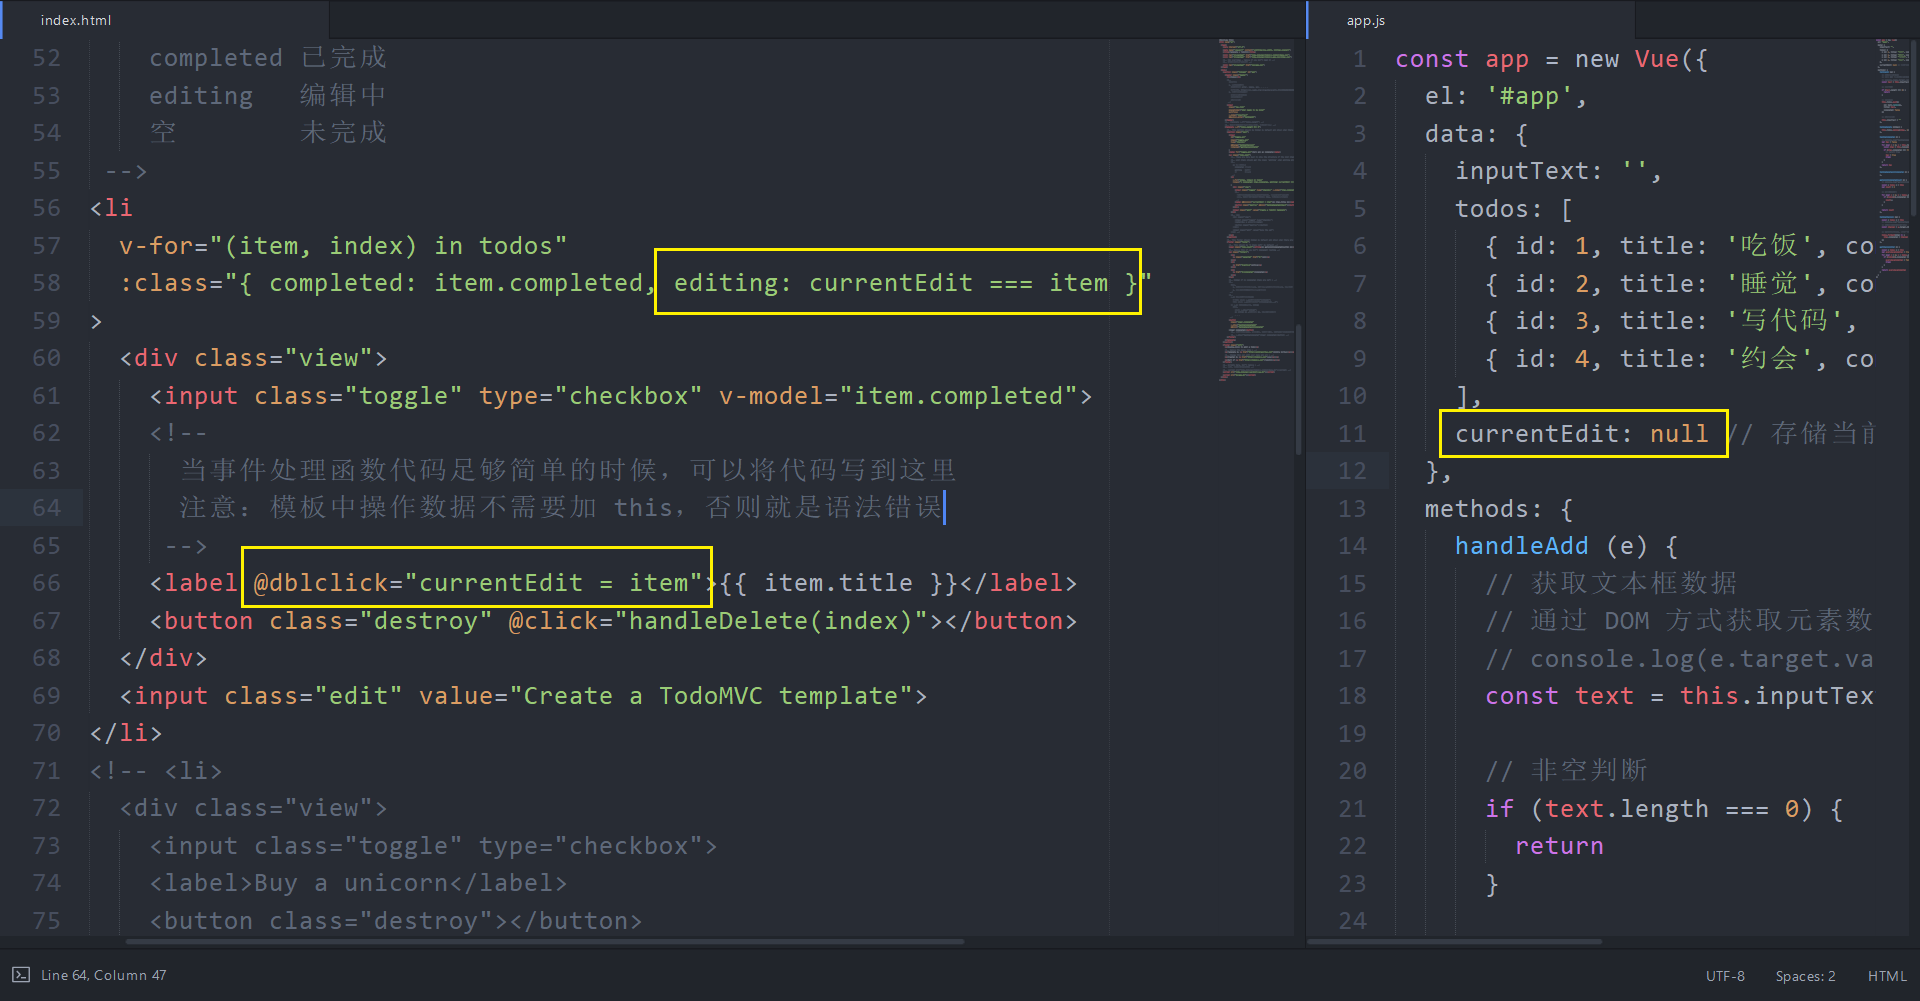 index.html
52 completed 已完成
53 editing 编辑中
54 空 未完成
55 -->
56 <li
57 v-for="(item, index) in todos"
58 :class="{ completed: item.completed, editing: currentEdit === item }"
59 >
60 <div class="view">
61 <input class="toggle" type="checkbox" v-model="item.completed">
62 <!--
63 当事件处理函数代码足够简单的时候，可以将代码写到这里
64 注意：模板中操作数据不需要加 this，否则就是语法错误
65 -->
66 <label @dblclick="currentEdit = item">{{ item.title }}</label>
67 <button class="destroy" @click="handleDelete(index)"></button>
68 </div>
69 <input class="edit" value="Create a TodoMVC template">
70 </li>
71 <!-- <li>
72 <div class="view">
73 <input class="toggle" type="checkbox">
74 <label>Buy a unicorn</label>
75 <button class="destroy"></button>
app.js
1 const app = new Vue({
2 el: '#app',
3 data: {
4 inputText: '',
5 todos: [
6 { id: 1, title: '吃饭', co
7 { id: 2, title: '睡觉', co
8 { id: 3, title: '写代码',
9 { id: 4, title: '约会', co
10 ],
11 currentEdit: null // 存储当前
12 },
13 methods: {
14 handleAdd (e) {
15 // 获取文本框数据
16 // 通过 DOM 方式获取元素数
17 // console.log(e.target.va
18 const text = this.inputTex
19
20 // 非空判断
21 if (text.length === 0) {
22 return
23 }
24
Line 64, Column 47
UTF-8 Spaces: 2 HTML